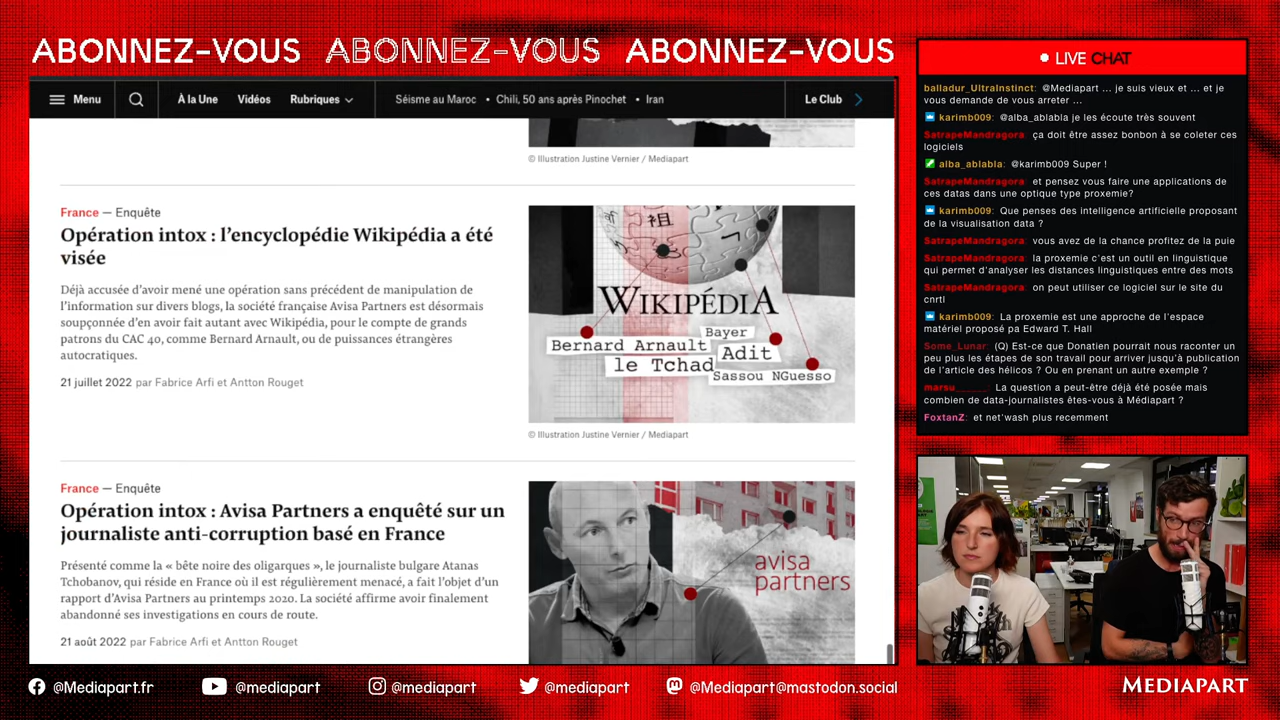 ABONNEZ-VOUS ABONNEZ-VOUS ABONNEZ-VOUS
Menu
À la Une
Vidéos
Rubriques
Séisme au Maroc • Chili, 50 ans après Pinochet • Iran
Le Club
© Illustration Justine Vernier / Mediapart
France — Enquête
Opération intox : l’encyclopédie Wikipédia a été
visée
Déjà accusée d’avoir mené une opération sans précédent de manipulation de
l’information sur divers blogs, la société française Avisa Partners est désormais
soupçonnée d’en avoir fait autant avec Wikipédia, pour le compte de grands
patrons du CAC 40, comme Bernard Arnault, ou de puissances étrangères
autocratiques.
21 juillet 2022 par Fabrice Arfi et Antton Rouget
祖
WIKIPÉDIA
Bayer
Bernard Arnault
Adit
le Tchad
Sassou NGuesso
© Illustration Justine Vernier / Mediapart
France — Enquête
Opération intox : Avisa Partners a enquêté sur un
journaliste anti-corruption basé en France
Présenté comme la « bête noire des oligarques », le journaliste bulgare Atanas
Tchobanov, qui réside en France où il est régulièrement menacé, a fait l’objet d’un
rapport d’Avisa Partners au printemps 2020. La société affirme avoir finalement
abandonné ses investigations en cours de route.
21 août 2022 par Fabrice Arfi et Antton Rouget
avisa
partners
LIVE CHAT
balladur_UltraInstinct: @Mediapart ... je suis vieux et ... et je
vous demande de vous arreter ...
karimb009: @alba_ablabla je les écoute très souvent
SatrapeMandragora: ça doit être assez bonbon à se coleter ces
logiciels
alba_ablabla: @karimb009 Super !
SatrapeMandragora: et pensez vous faire une applications de
ces datas dans une optique type proxemie?
karimb009: Que penses des intelligence artificielle proposant
de la visualisation data ?
SatrapeMandragora: vous avez de la chance profitez de la puie
SatrapeMandragora: la proxemie c'est un outil en linguistique
qui permet d'analyser les distances linguistiques entre des mots
SatrapeMandragora: on peut utiliser ce logiciel sur le site du
cnrtl
karimb009: La proxemie est une approche de l'espace
matériel proposé pa Edward T. Hall
Some_Lunar: (Q) Est-ce que Donatien pourrait nous raconter un
peu plus les étapes de son travail pour arriver jusqu'à publication
de l'article des hélicos ? Ou en prenant un autre exemple ?
marsu______: La question a peut-être déjà été posée mais
combien de data-journalistes êtes-vous à Médiapart ?
FoxtanZ: et net'wash plus recemment
@Mediapart.fr
@mediapart
@mediapart
@mediapart
@Mediapart@mastodon.social
MEDIAPART